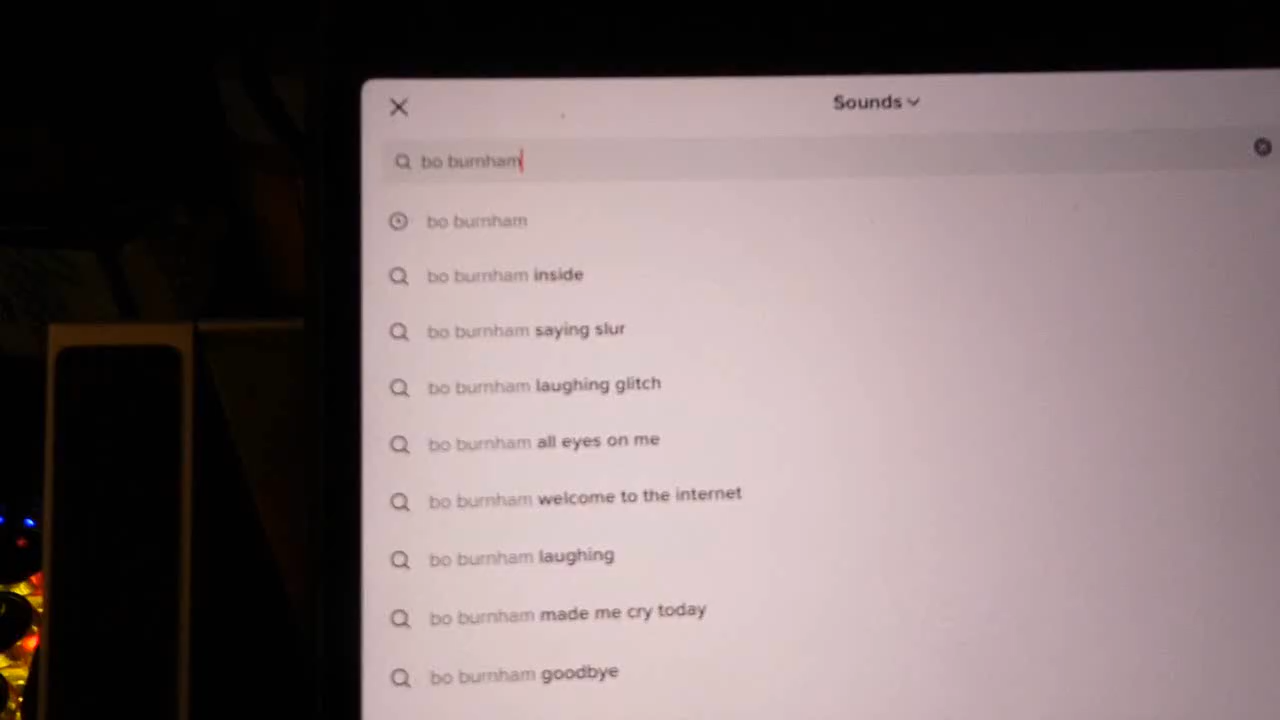 Sounds
bo burnham
bo burnham
bo burnham inside
bo burnham saying slur
bo burnham laughing glitch
bo burnham all eyes on me
bo burnham welcome to the internet
bo burnham laughing
bo burnham made me cry today
bo burnham goodbye